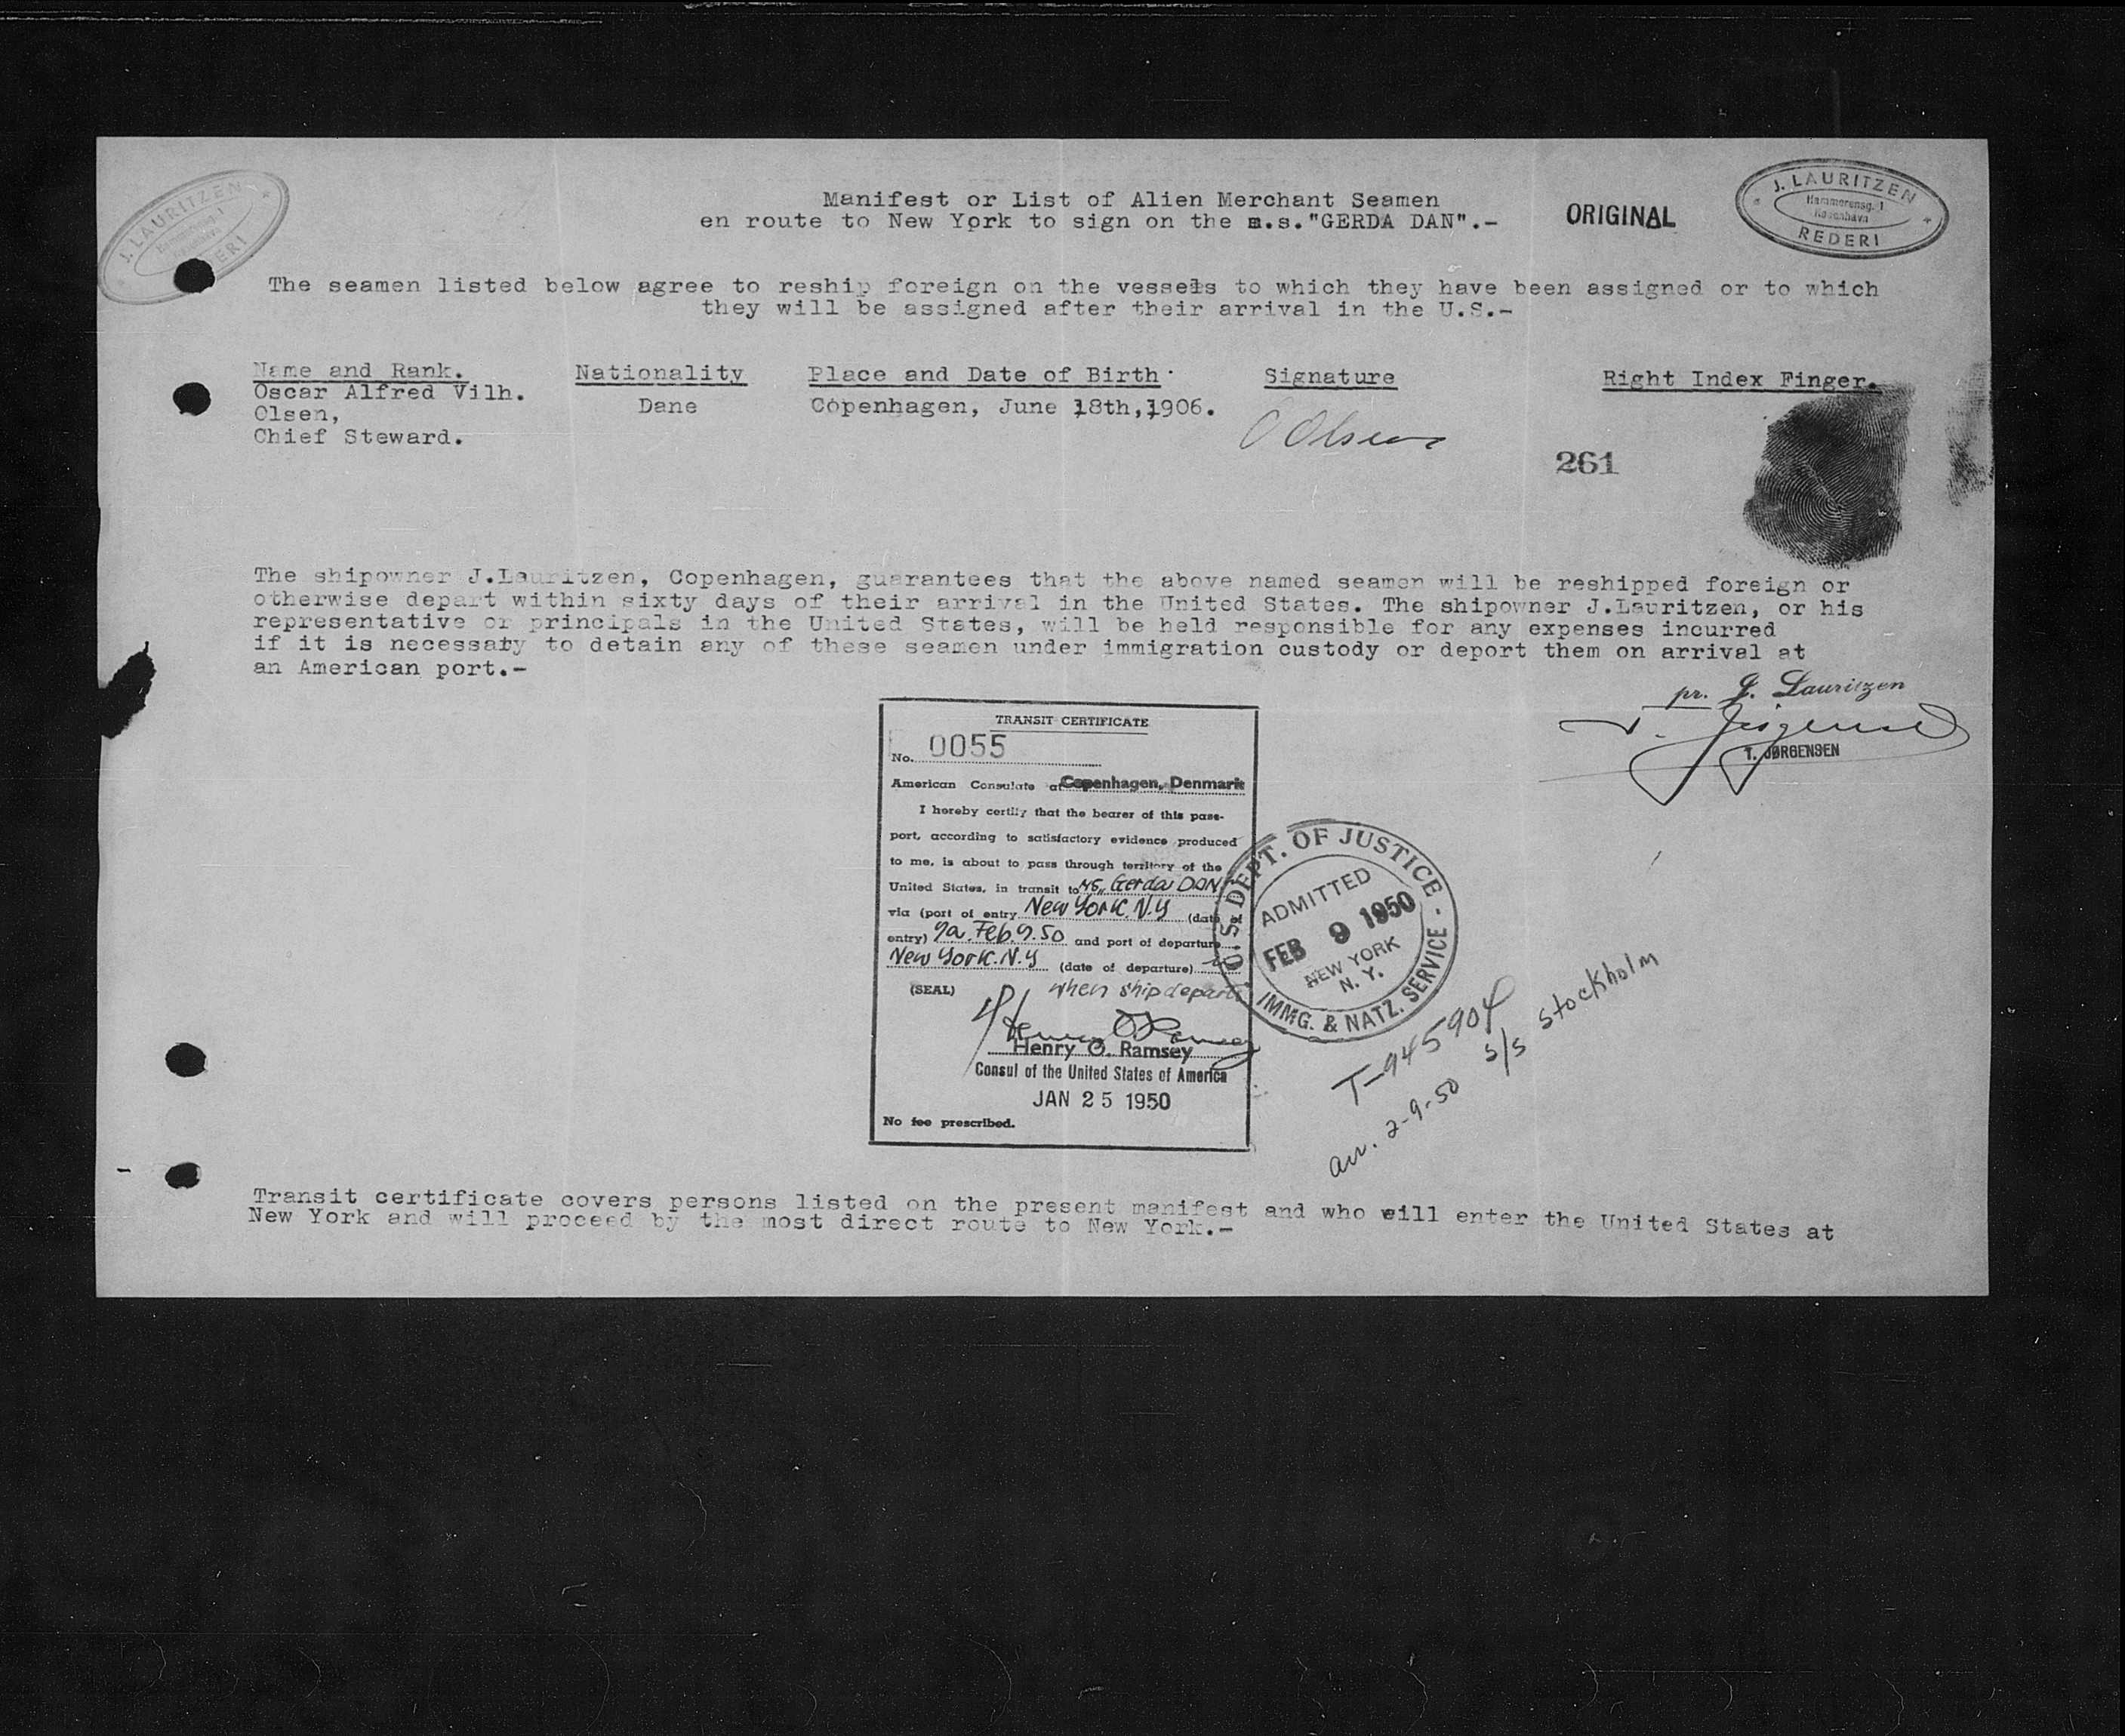 J. LAURITZEN
REDERI
Manifest or List of Alien Merchant Seamen
en route to New York to sign on the m.s."GERDA DAN".-
ORIGINAL
J. LAURITZEN
Hammerensg. 1
København
REDERI
The seamen listed below agree to reship foreign on the vessels to which they have been assigned or to which
they will be assigned after their arrival in the U.S.-
Name and Rank. Nationality Place and Date of Birth Signature Right Index Finger.
Oscar Alfred Vilh.
Olsen, Dane Copenhagen, June 18th,1906. O Olsen
Chief Steward.
261
The shipowner J.Lauritzen, Copenhagen, guarantees that the above named seamen will be reshipped foreign or
otherwise depart within sixty days of their arrival in the United States. The shipowner J.Lauritzen, or his
representative or principals in the United States, will be held responsible for any expenses incurred
if it is necessary to detain any of these seamen under immigration custody or deport them on arrival at
an American port.-
pr. J. Lauritzen
T. Jørgensen
T. JØRGENSEN
TRANSIT CERTIFICATE
No. 0055
American Consulate at Copenhagen, Denmark
I hereby certify that the bearer of this pass-
port, according to satisfactory evidence produced
to me, is about to pass through territory of the
United States, in transit to MS. Gerda DAN
via (port of entry New York. N.Y (date of
entry) 9a. Feb. 9. 50 and port of departure
New York. N.Y (date of departure)
(SEAL) when ship departs
Henry O. Ramsey
Consul of the United States of America
JAN 25 1950
No fee prescribed.
U. S. DEPT. OF JUSTICE
ADMITTED
FEB 9 1950
NEW YORK
N. Y.
IMMG. & NATZ. SERVICE
T-945904
arr. 2-9-50 s/s Stockholm
Transit certificate covers persons listed on the present manifest and who will enter the United States at
New York and will proceed by the most direct route to New York.-